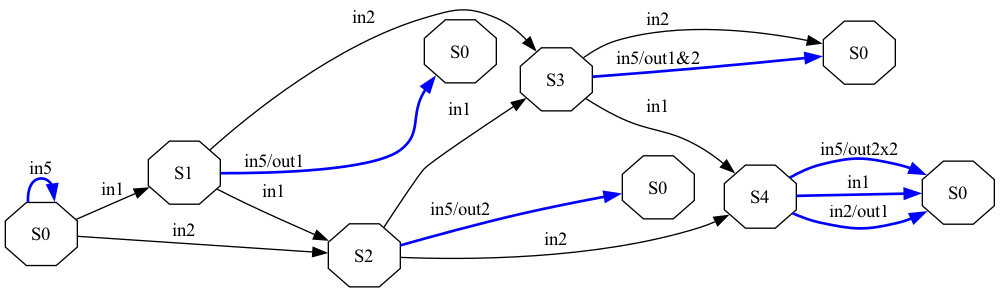 in2
S0
in2
in5/out1&2
S0
S3
in1
in1
in5/out1
S1
in5
in1
in1
S0
in2
in5/out2
S0
S2
in2
in5/out2x2
in1
in2/out1
S4
S0